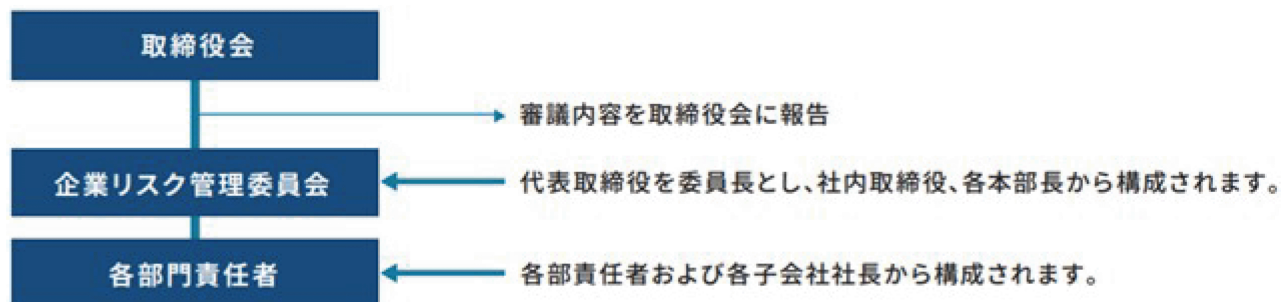 取締役会
審議内容を取締役会に報告
企業リスク管理委員会
代表取締役を委員長とし、社内取締役、各本部長から構成されます。
各部門責任者
各部責任者および各子会社社長から構成されます。